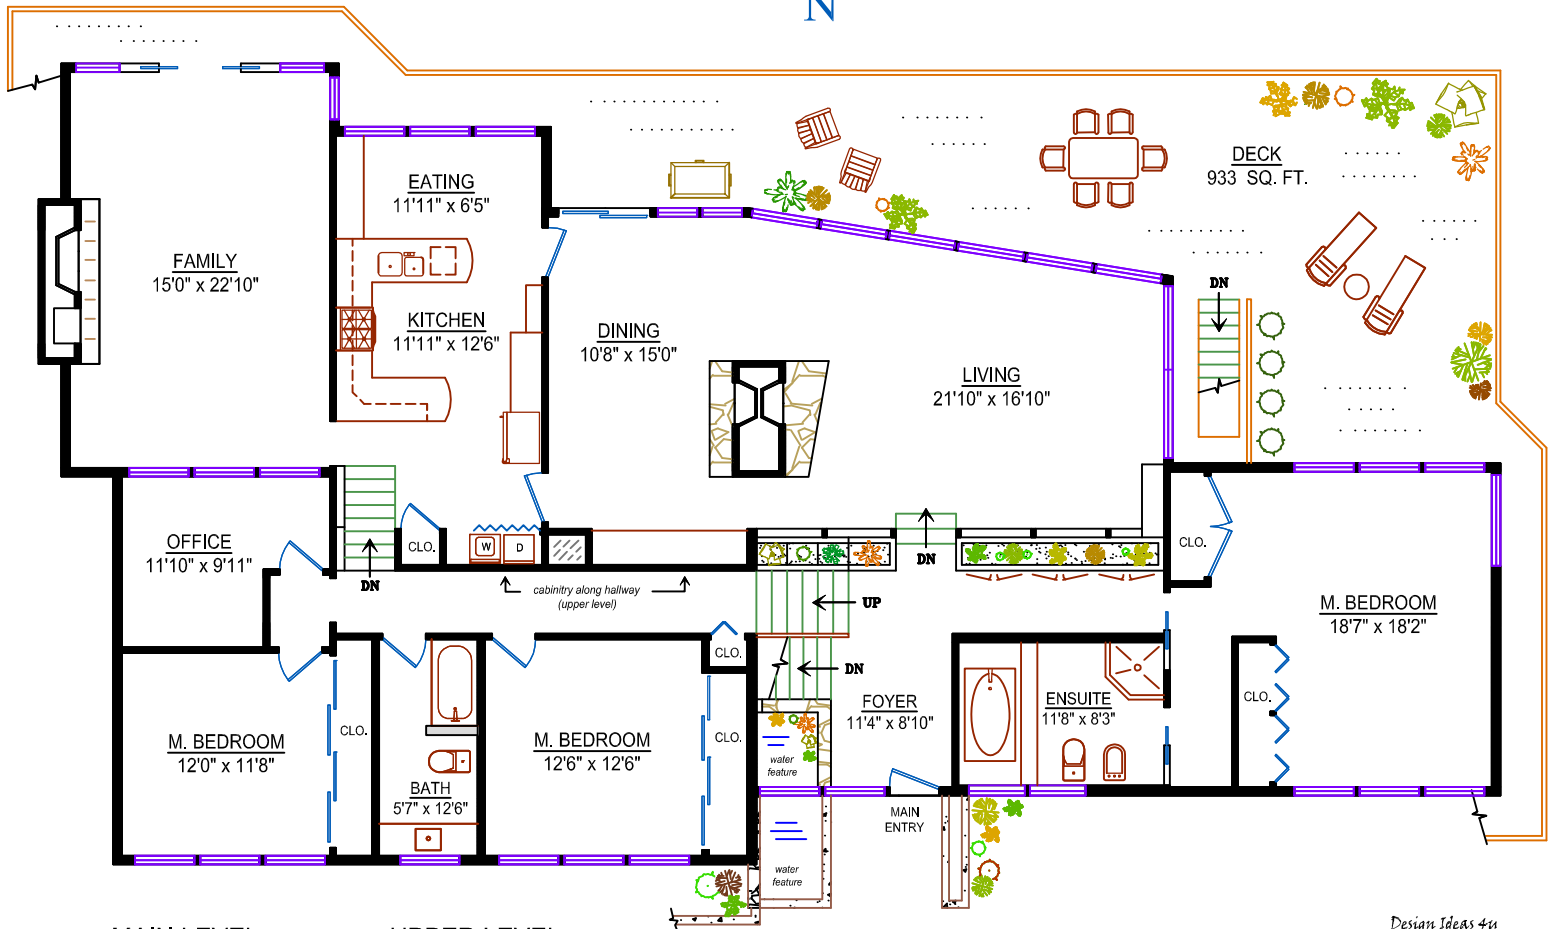 N
DECK
933 SQ. FT.
EATING
11'11" x 6'5"
FAMILY
15'0" x 22'10"
DN
KITCHEN
11'11" x 12'6"
DINING
10'8" x 15'0"
LIVING
21'10" x 16'10"
OFFICE
11'10" x 9'11"
CLO.
W
D
DN
DN
CLO.
cabinitry along hallway
(upper level)
UP
M. BEDROOM
18'7" x 18'2"
CLO.
DN
FOYER
11'4" x 8'10"
ENSUITE
11'8" x 8'3"
CLO.
M. BEDROOM
12'0" x 11'8"
CLO.
BATH
5'7" x 12'6"
M. BEDROOM
12'6" x 12'6"
CLO.
water
feature
MAIN
ENTRY
water
feature
MAIN LEVEL
UPPER LEVEL
Design Ideas 4u